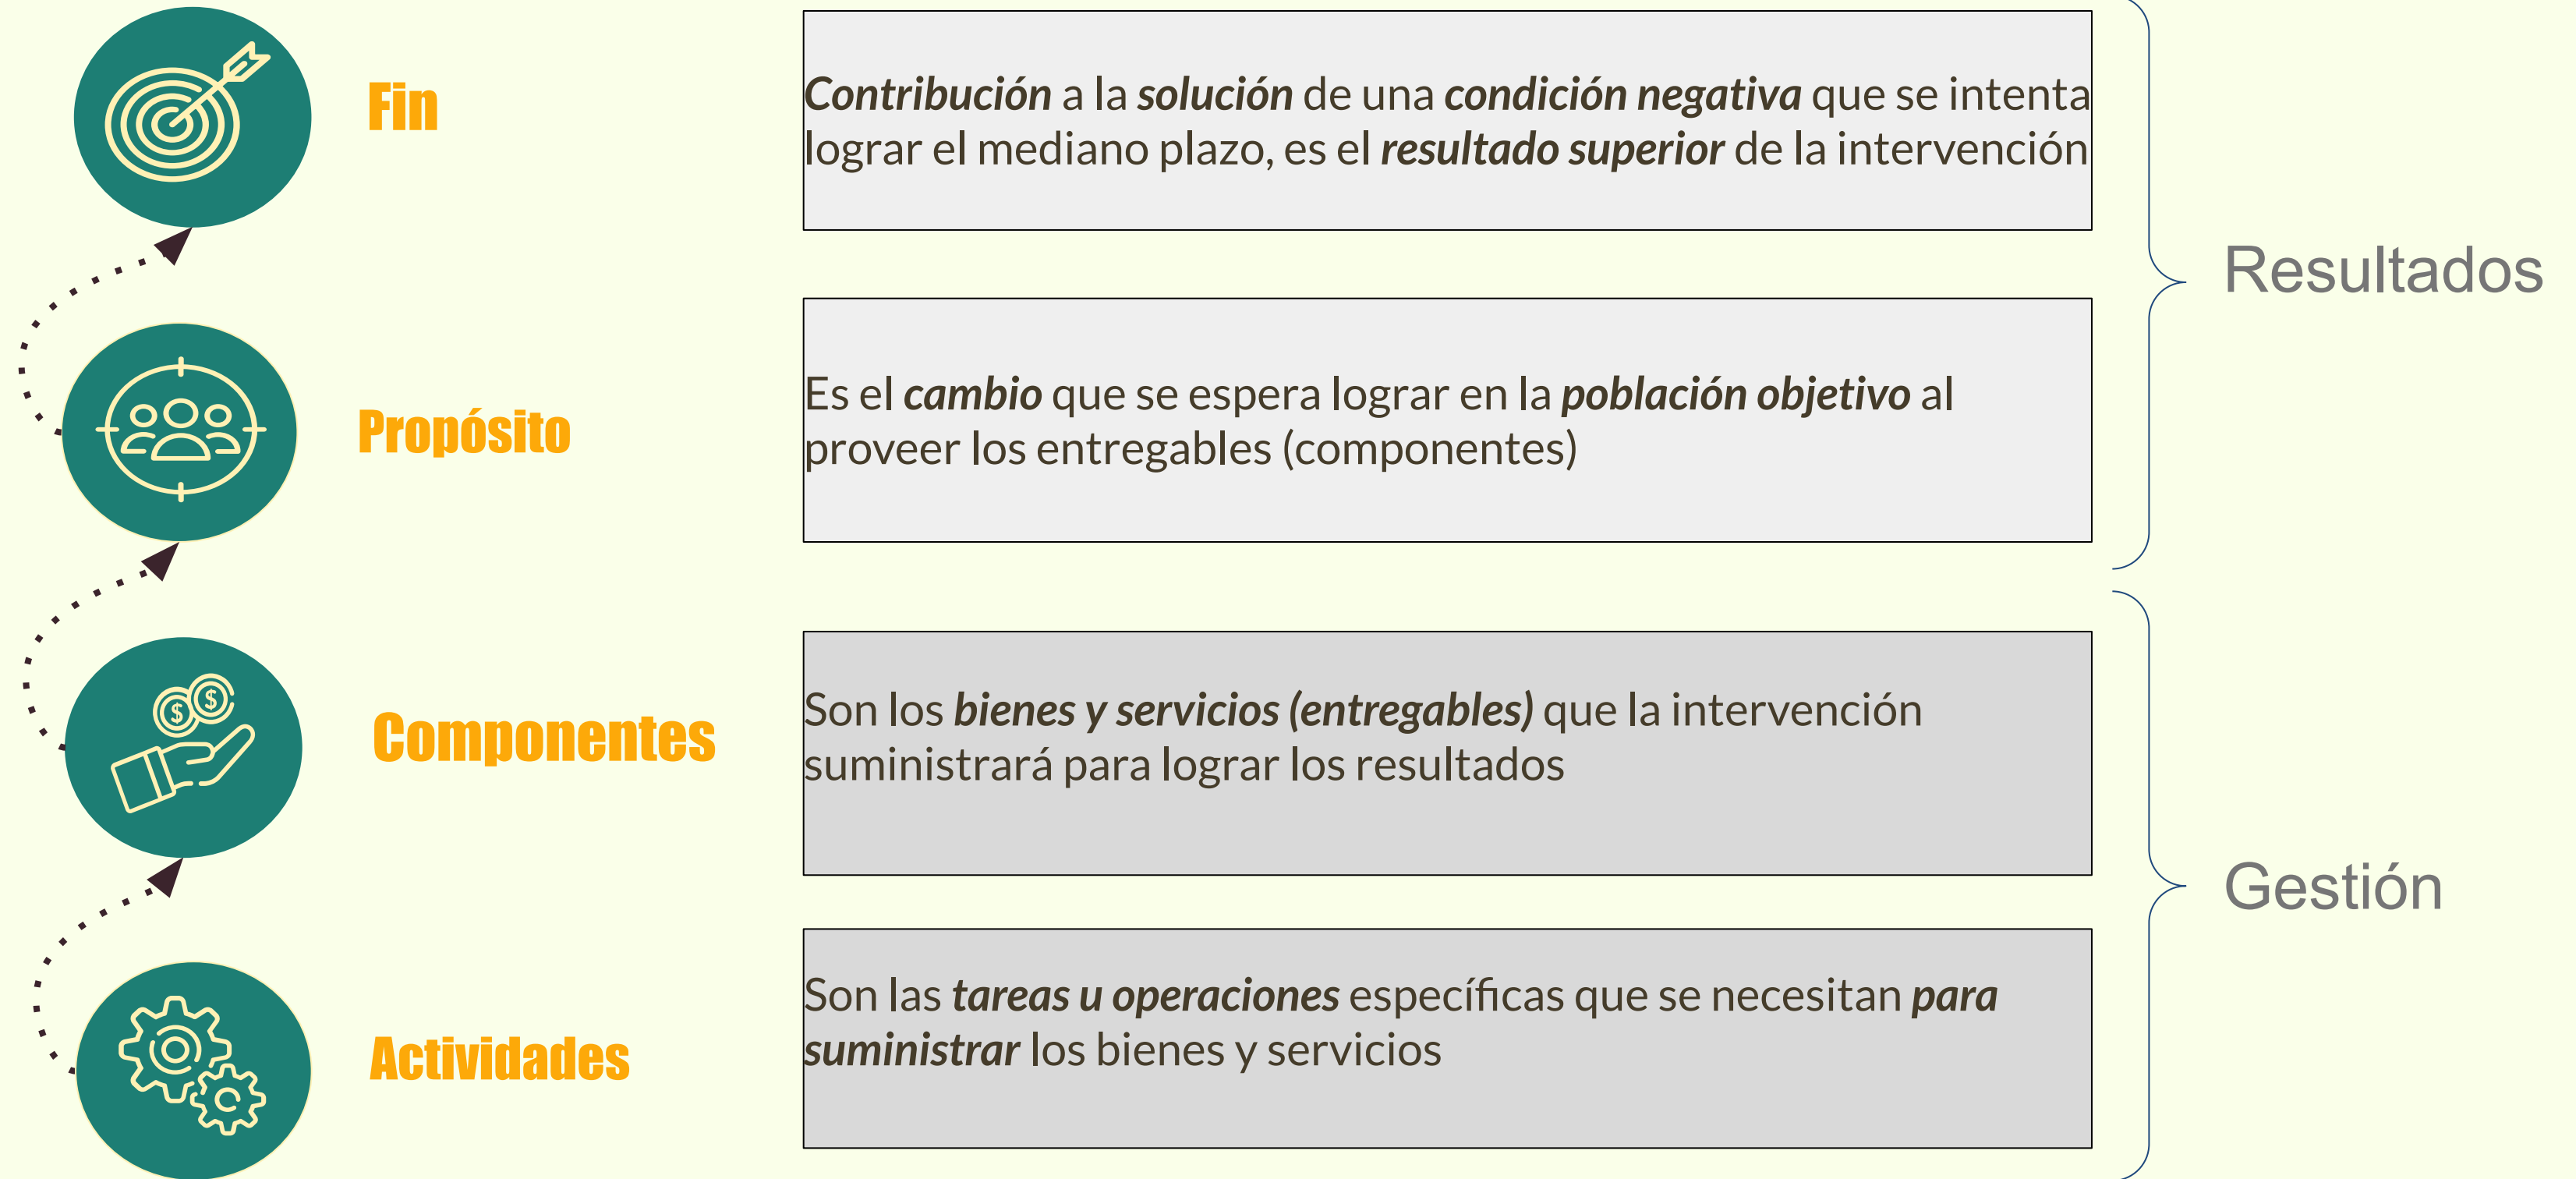 Fin
Contribución a la solución de una condición negativa que se intenta
lograr el mediano plazo, es el resultado superior de la intervención
Resultados
Propósito
Es el cambio que se espera lograr en la población objetivo al
proveer los entregables (componentes)
$ $
Componentes
Son los bienes y servicios (entregables) que la intervención
suministrará para lograr los resultados
Gestión
Actividades
Son las tareas u operaciones específicas que se necesitan para
suministrar los bienes y servicios